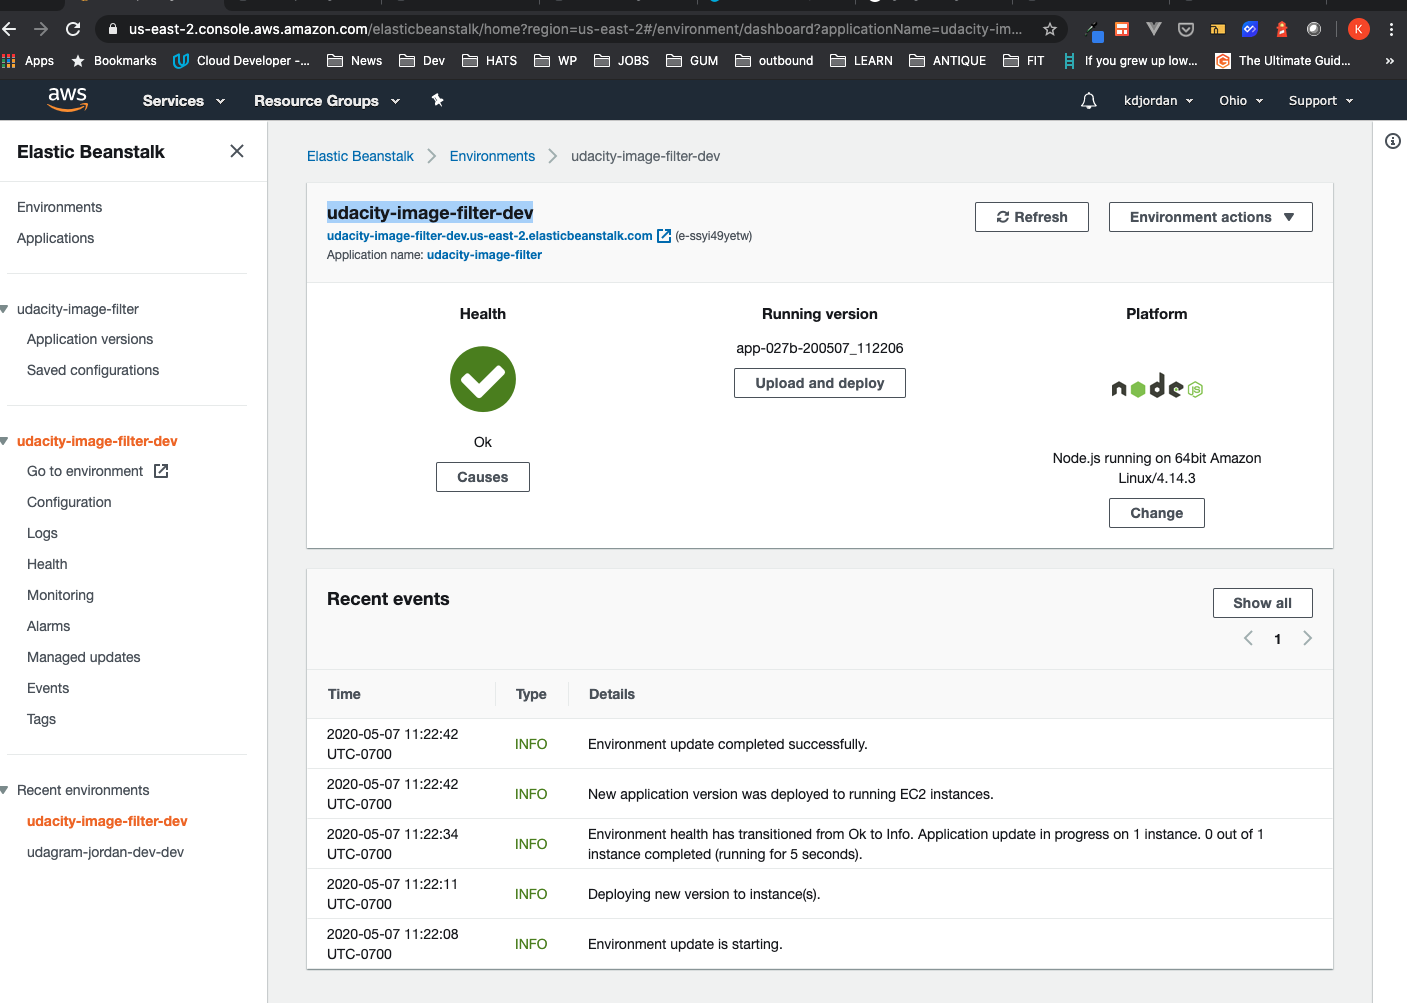 us-east-2.console.aws.amazon.com/elasticbeanstalk/home?region=us-east-2#/environment/dashboard?applicationName=udacity-im...
K
Apps
Bookmarks
Cloud Developer -...
News
Dev
HATS
WP
JOBS
GUM
outbound
LEARN
ANTIQUE
FIT
If you grew up low...
The Ultimate Guid...
»
aws
Services
Resource Groups
kdjordan
Ohio
Support
Elastic Beanstalk
Environments
Applications
udacity-image-filter
Application versions
Saved configurations
udacity-image-filter-dev
Go to environment
Configuration
Logs
Health
Monitoring
Alarms
Managed updates
Events
Tags
Recent environments
udacity-image-filter-dev
udagram-jordan-dev-dev
Elastic Beanstalk
Environments
udacity-image-filter-dev
udacity-image-filter-dev
udacity-image-filter-dev.us-east-2.elasticbeanstalk.com (e-ssyi49yetw)
Application name: udacity-image-filter
Refresh
Environment actions
Health
Ok
Causes
Running version
app-027b-200507_112206
Upload and deploy
Platform
node JS
Node.js running on 64bit Amazon
Linux/4.14.3
Change
Recent events
Show all
1
Time Type Details
2020-05-07 11:22:42
UTC-0700
INFO
Environment update completed successfully.
2020-05-07 11:22:42
UTC-0700
INFO
New application version was deployed to running EC2 instances.
2020-05-07 11:22:34
UTC-0700
INFO
Environment health has transitioned from Ok to Info. Application update in progress on 1 instance. 0 out of 1
instance completed (running for 5 seconds).
2020-05-07 11:22:11
UTC-0700
INFO
Deploying new version to instance(s).
2020-05-07 11:22:08
UTC-0700
INFO
Environment update is starting.